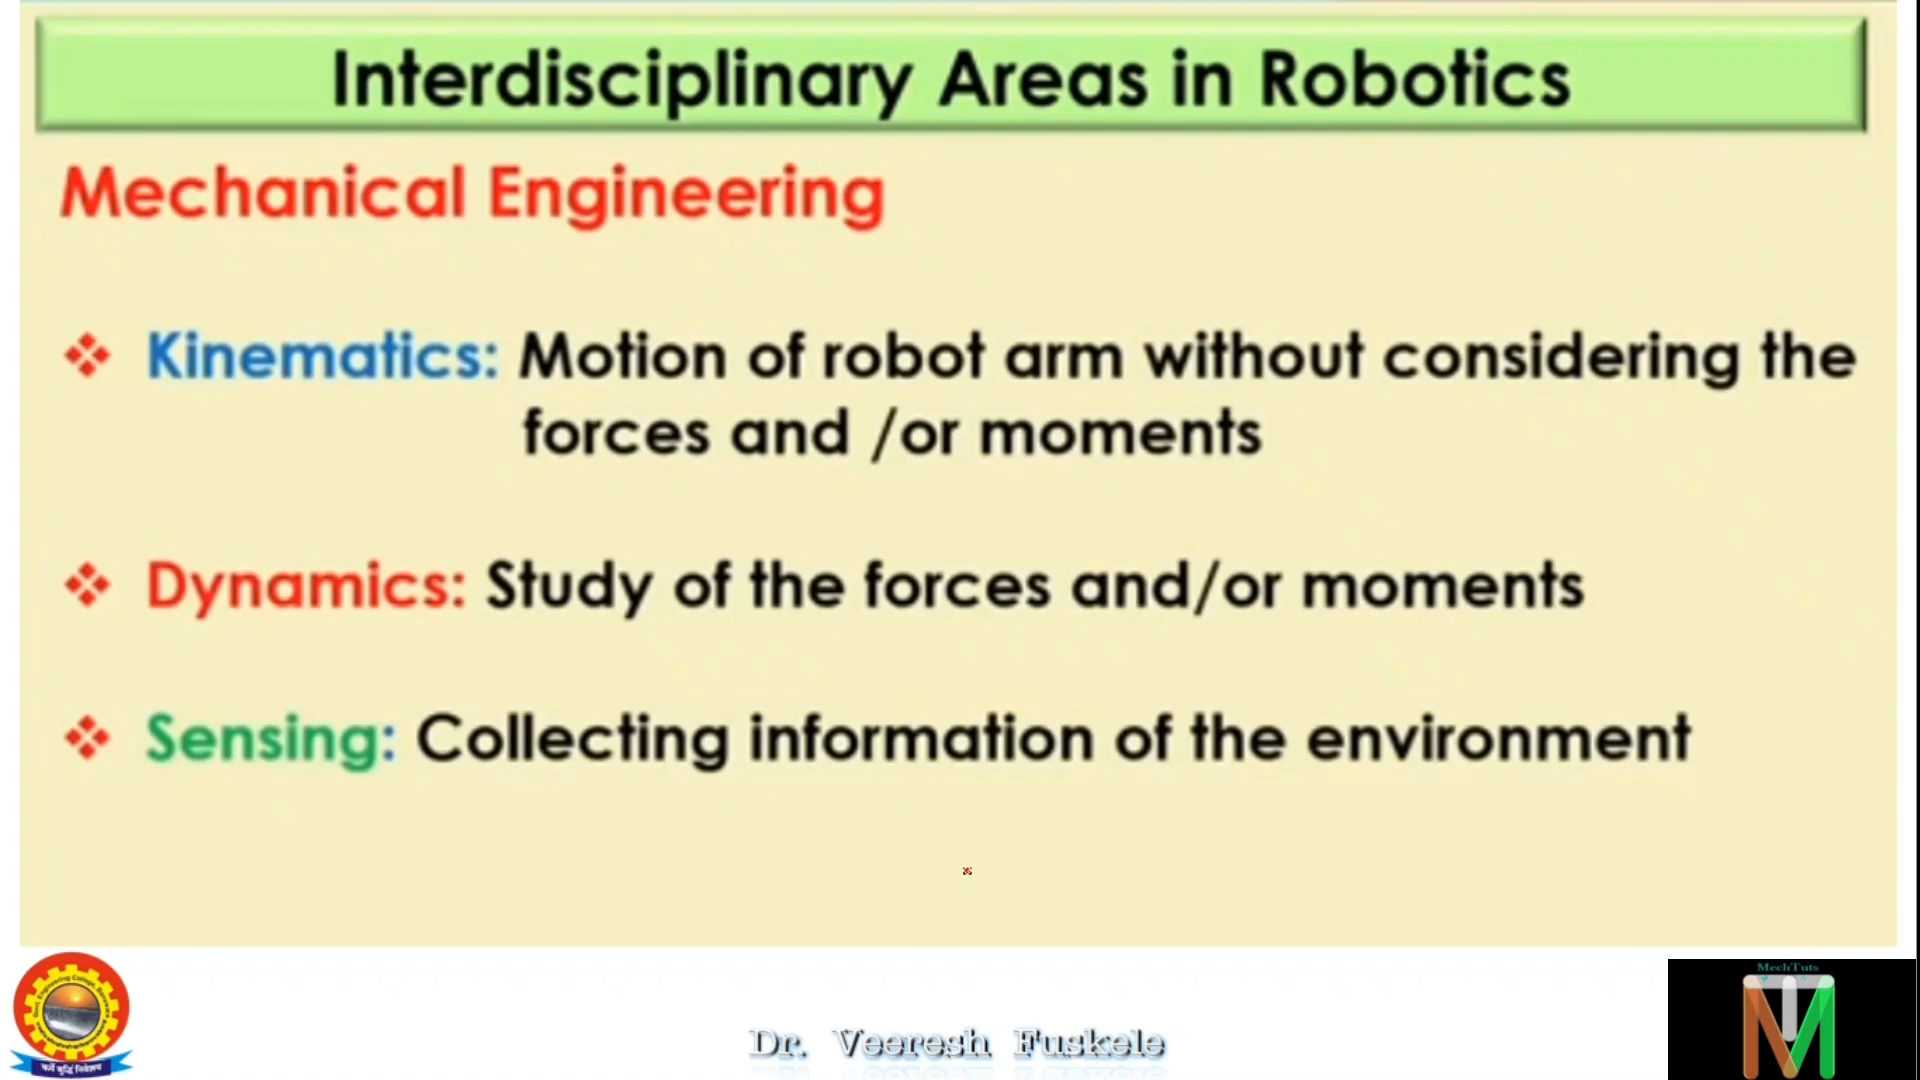 Interdisciplinary Areas in Robotics
Mechanical Engineering
❖ Kinematics: Motion of robot arm without considering the
forces and /or moments
❖ Dynamics: Study of the forces and/or moments
❖ Sensing: Collecting information of the environment
MechTuts
Dr. Veeresh Fuskele